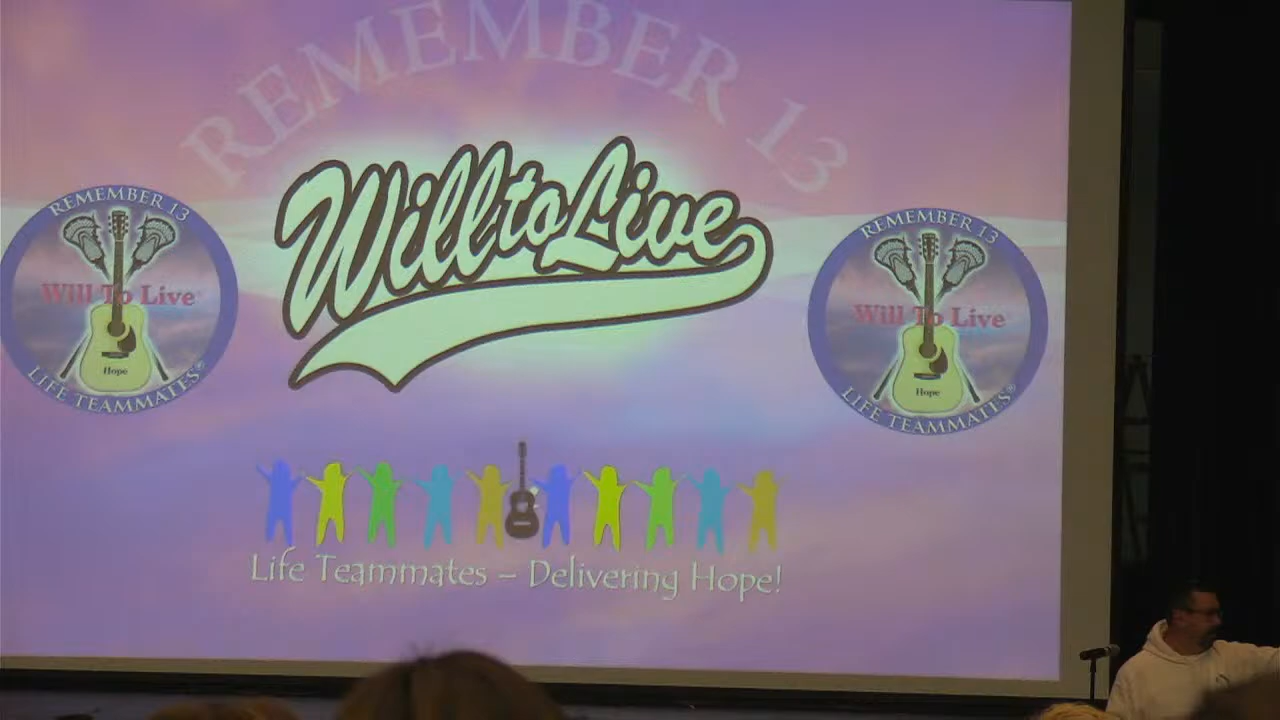 REMEMBER 13
Will to Live
REMEMBER 13
Will To Live
Hope
LIFE TEAMMATES®
REMEMBER 13
Will To Live
Hope
LIFE TEAMMATES®
Life Teammates – Delivering Hope!